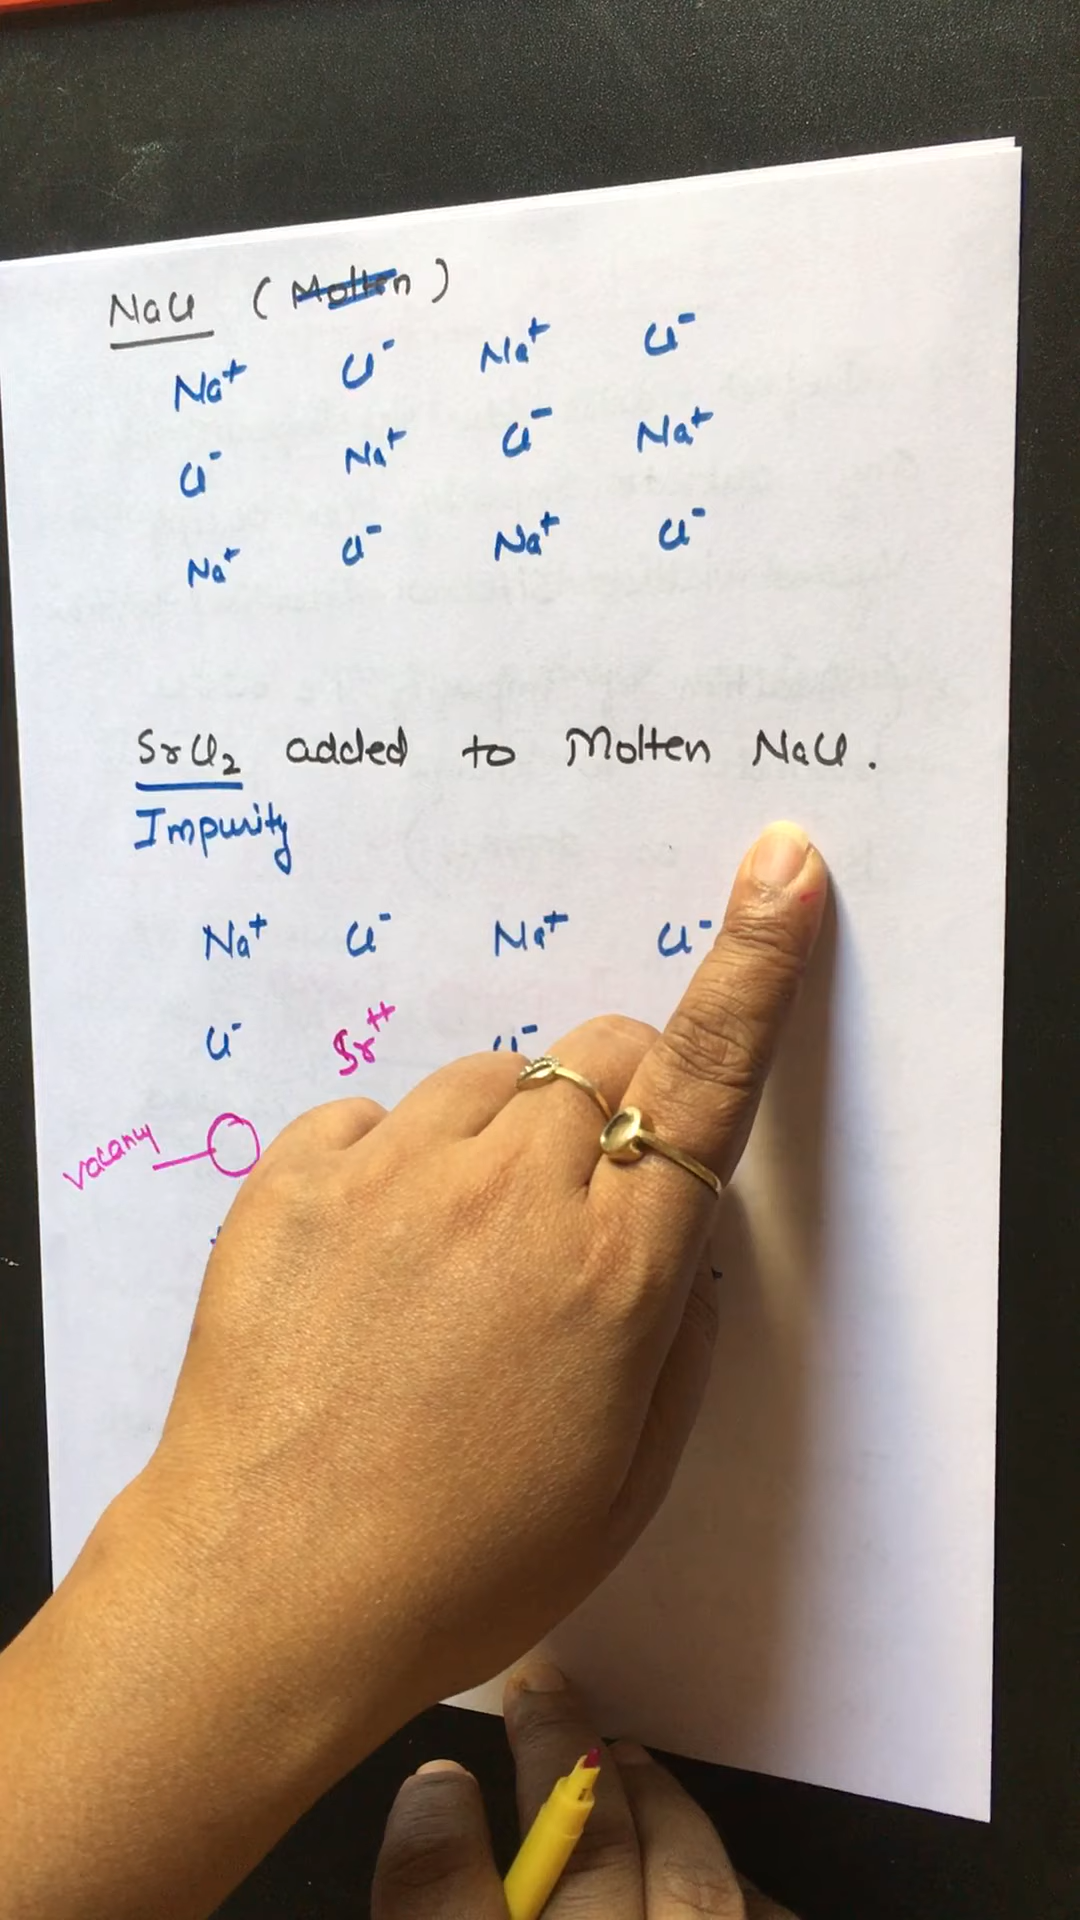 NaCl (Molten)
Na⁺ Cl⁻ Na⁺ Cl⁻
Cl⁻ Na⁺ Cl⁻ Na⁺
Na⁺ Cl⁻ Na⁺ Cl⁻
SrCl₂ added to Molten NaCl.
Impurity
Na⁺ Cl⁻ Na⁺ Cl⁻
Cl⁻ Sr⁺⁺ Cl⁻
vacancy